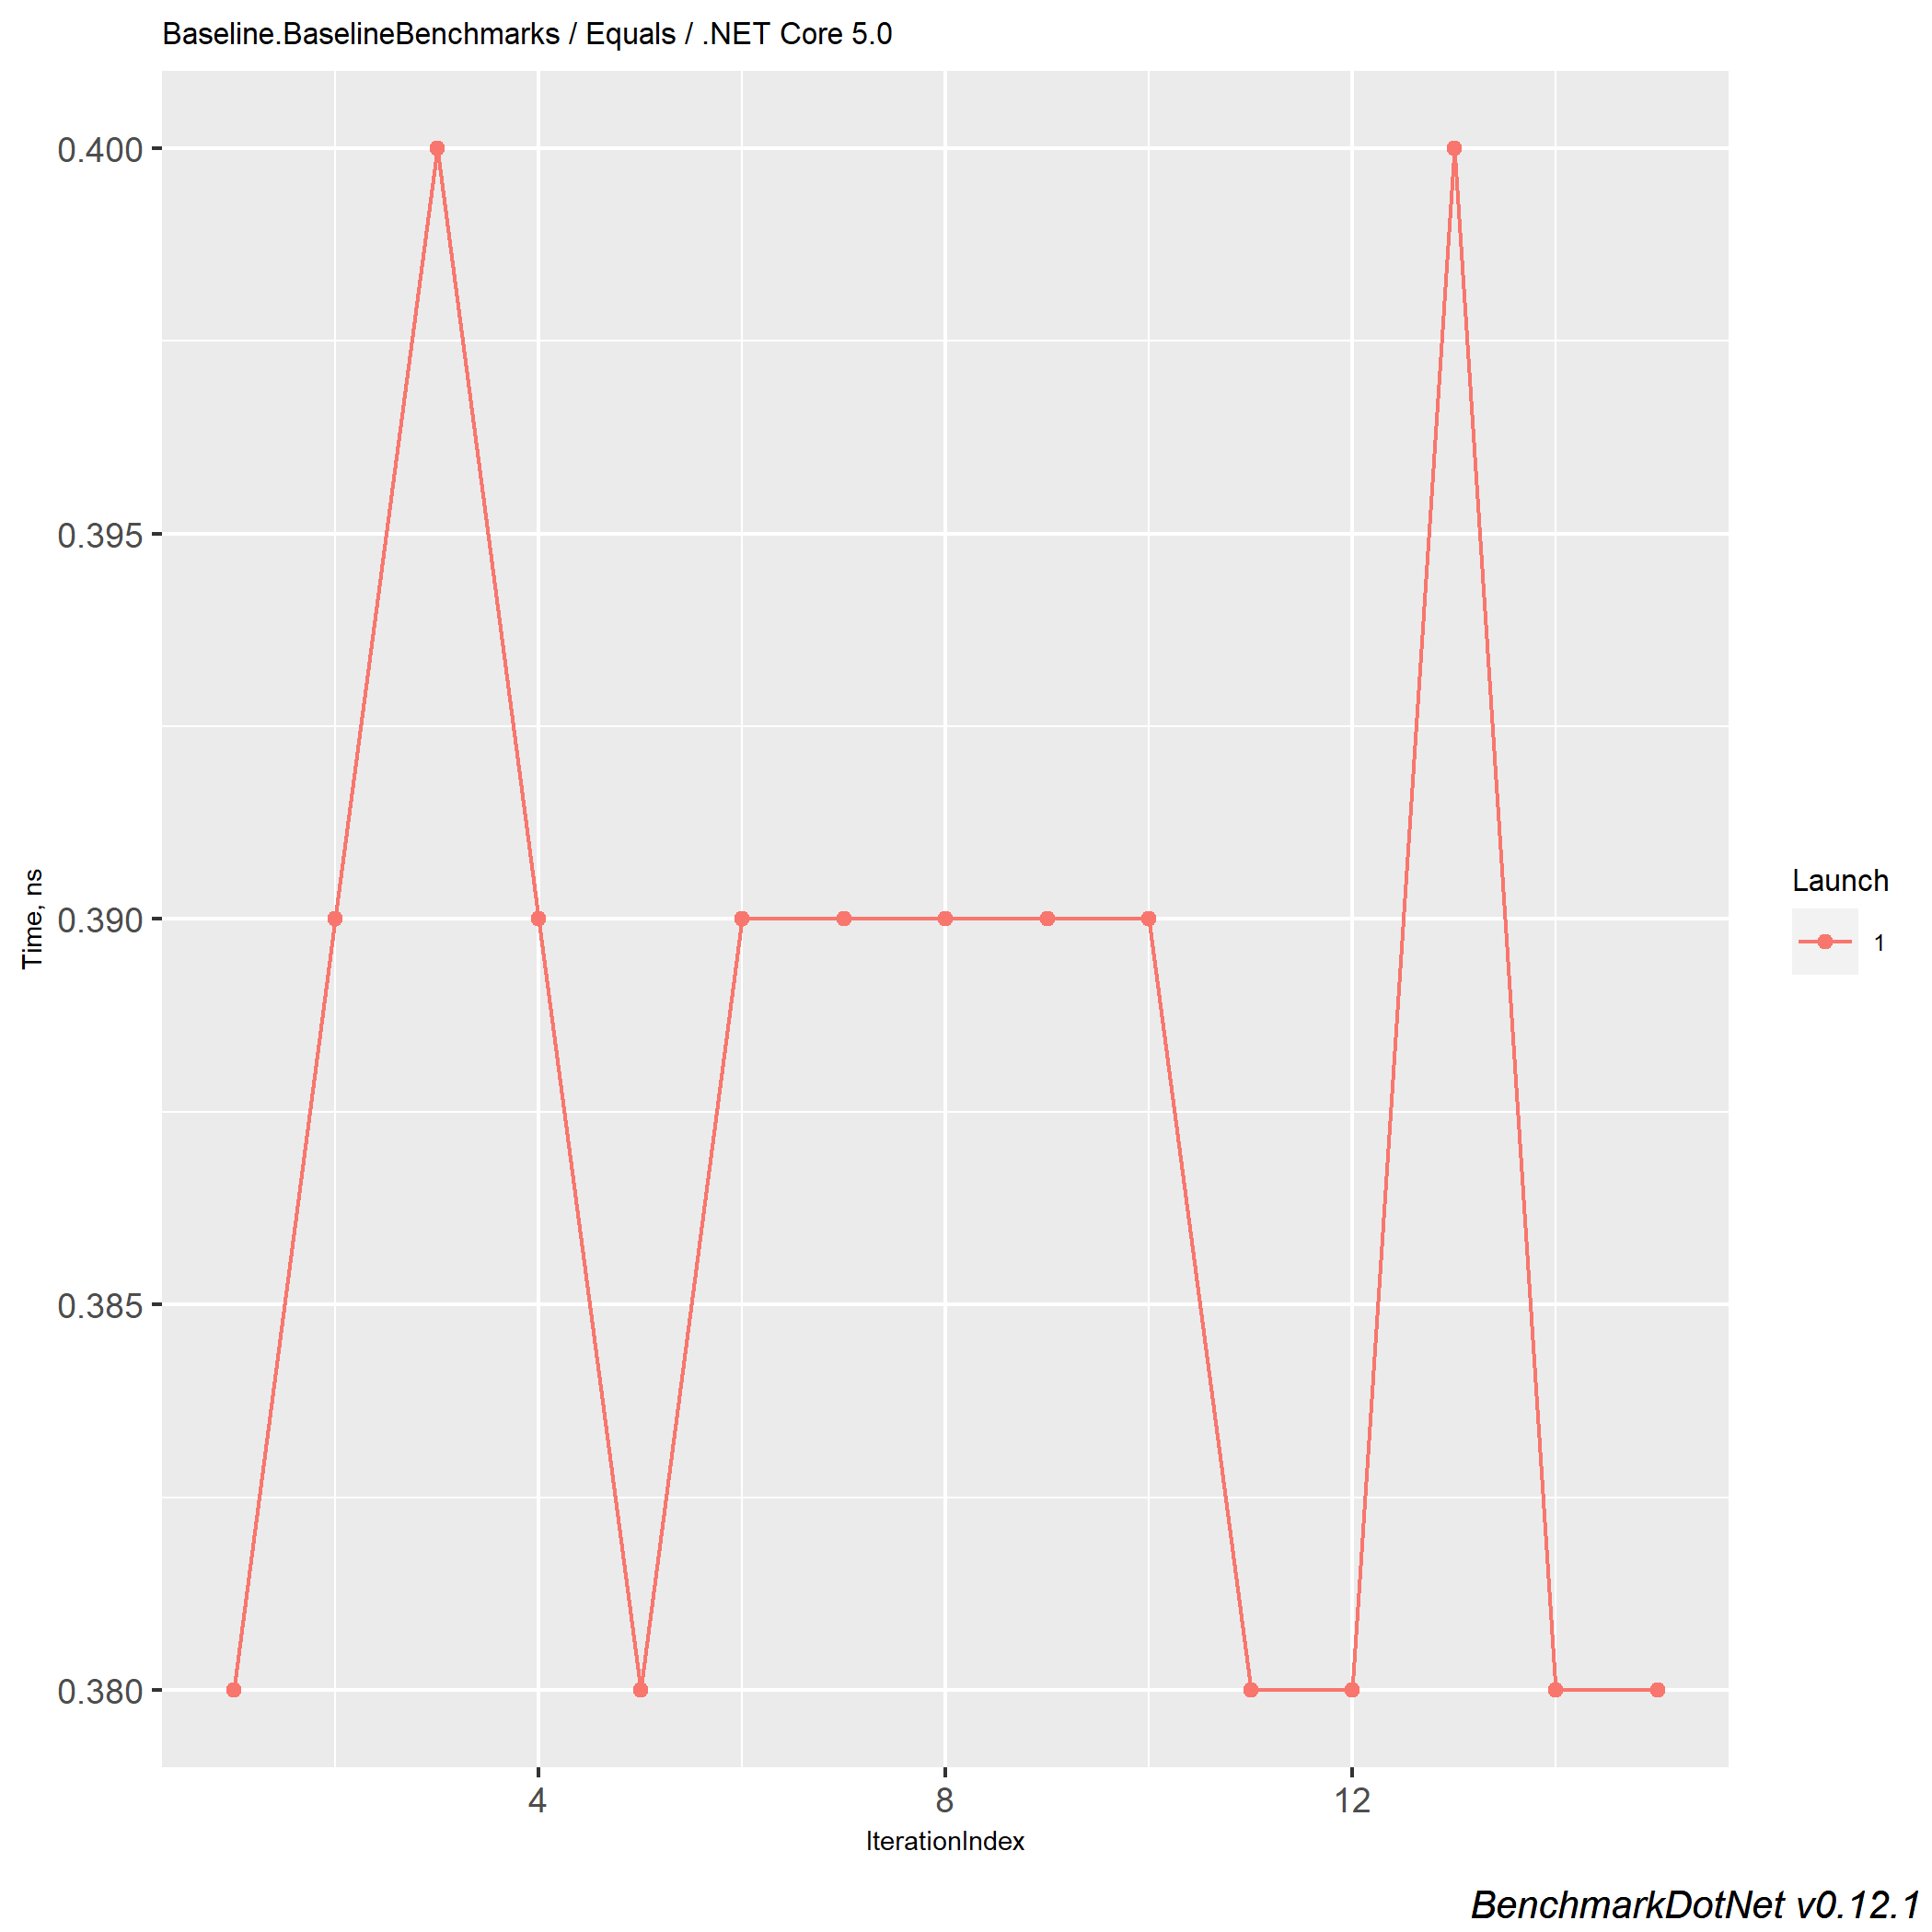 Baseline.BaselineBenchmarks / Equals / .NET Core 5.0
0.400
0.395
0.390
0.385
0.380
Time, ns
4 8 12
IterationIndex
Launch
1
BenchmarkDotNet v0.12.1